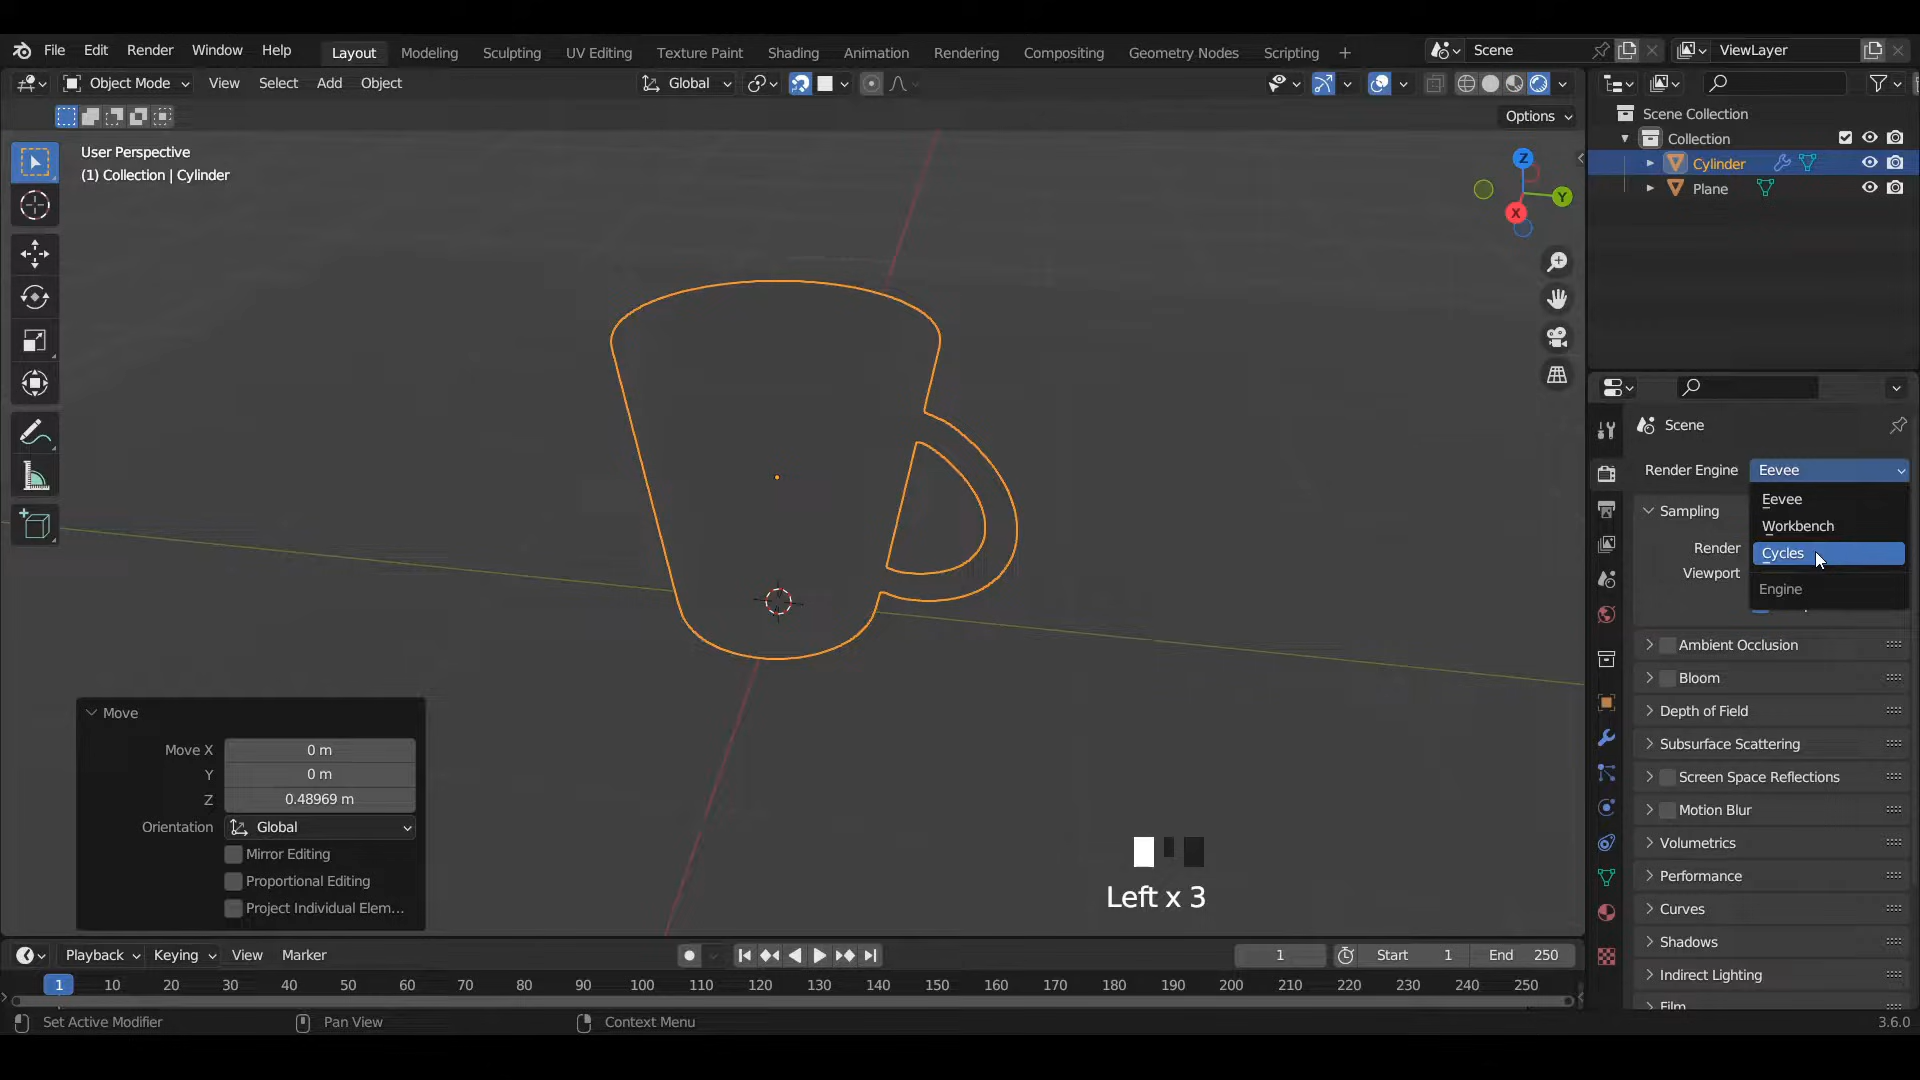 File Edit Render Window Help Layout Modeling Sculpting UV Editing Texture Paint Shading Animation Rendering Compositing Geometry Nodes Scripting + Scene ViewLayer
Object Mode View Select Add Object Global
Options
User Perspective
(1) Collection | Cylinder
Z
Y
X
Scene Collection
Collection
Cylinder
Plane
Scene
Render Engine Eevee
Eevee
Workbench
Cycles
Engine
Sampling
Render
Viewport
Ambient Occlusion
Bloom
Depth of Field
Subsurface Scattering
Screen Space Reflections
Motion Blur
Volumetrics
Performance
Curves
Shadows
Indirect Lighting
Film
Move
Move X 0 m
Y 0 m
Z 0.48969 m
Orientation Global
Mirror Editing
Proportional Editing
Project Individual Elem...
Left x 3
Playback Keying View Marker 1 Start 1 End 250
1 10 20 30 40 50 60 70 80 90 100 110 120 130 140 150 160 170 180 190 200 210 220 230 240 250
Set Active Modifier Pan View Context Menu 3.6.0